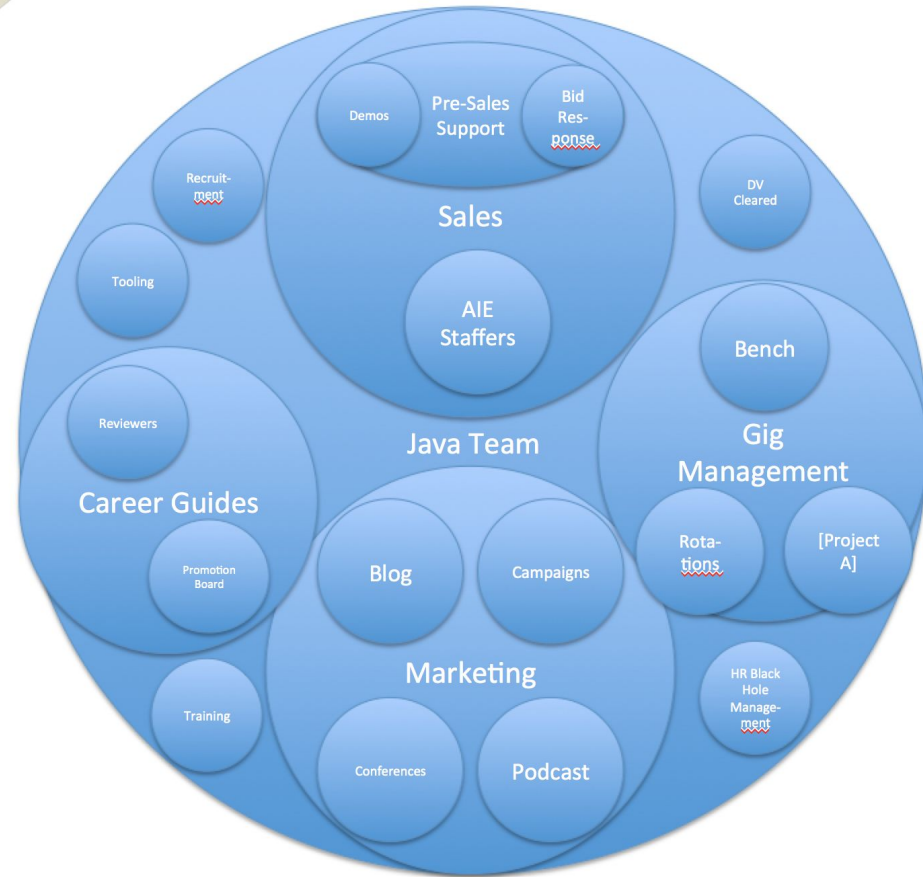 Demos
Pre-Sales
Support
Bid
Res-
ponse
Recruit-
ment
DV
Cleared
Sales
Tooling
AIE
Staffers
Bench
Reviewers
Java Team
Gig
Management
Career Guides
Rota-
tions
[Project
A]
Promotion
Board
Blog
Campaigns
Marketing
HR Black
Hole
Manage-
ment
Training
Conferences
Podcast